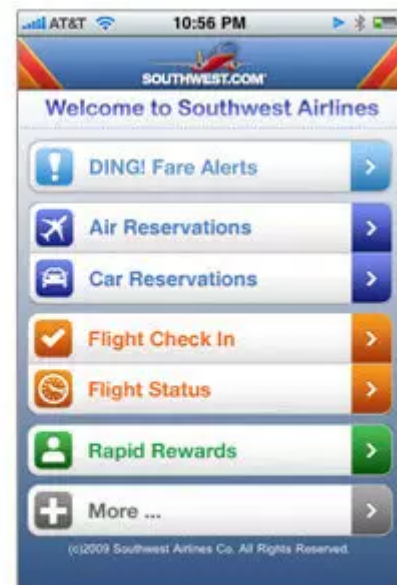 AT&T 10:56 PM
SOUTHWEST.COM
Welcome to Southwest Airlines
DING! Fare Alerts
Air Reservations
Car Reservations
Flight Check In
Flight Status
Rapid Rewards
More ...
(c)2009 Southwest Airlines Co. All Rights Reserved.